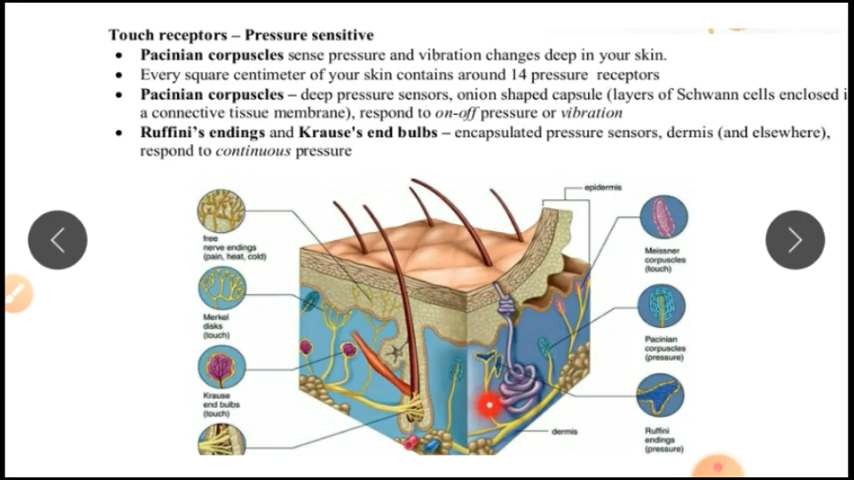 Touch receptors – Pressure sensitive
• Pacinian corpuscles sense pressure and vibration changes deep in your skin.
• Every square centimeter of your skin contains around 14 pressure receptors
• Pacinian corpuscles – deep pressure sensors, onion shaped capsule (layers of Schwann cells enclosed i
a connective tissue membrane), respond to on-off pressure or vibration
• Ruffini's endings and Krause's end bulbs – encapsulated pressure sensors, dermis (and elsewhere),
respond to continuous pressure
epidermis
free
nerve endings
(pain, heat, cold)
Merkel
disks
(touch)
Krause
end bulbs
(touch)
Meissner
corpuscles
(touch)
Pacinian
corpuscles
(pressure)
Ruffini
endings
(pressure)
dermis